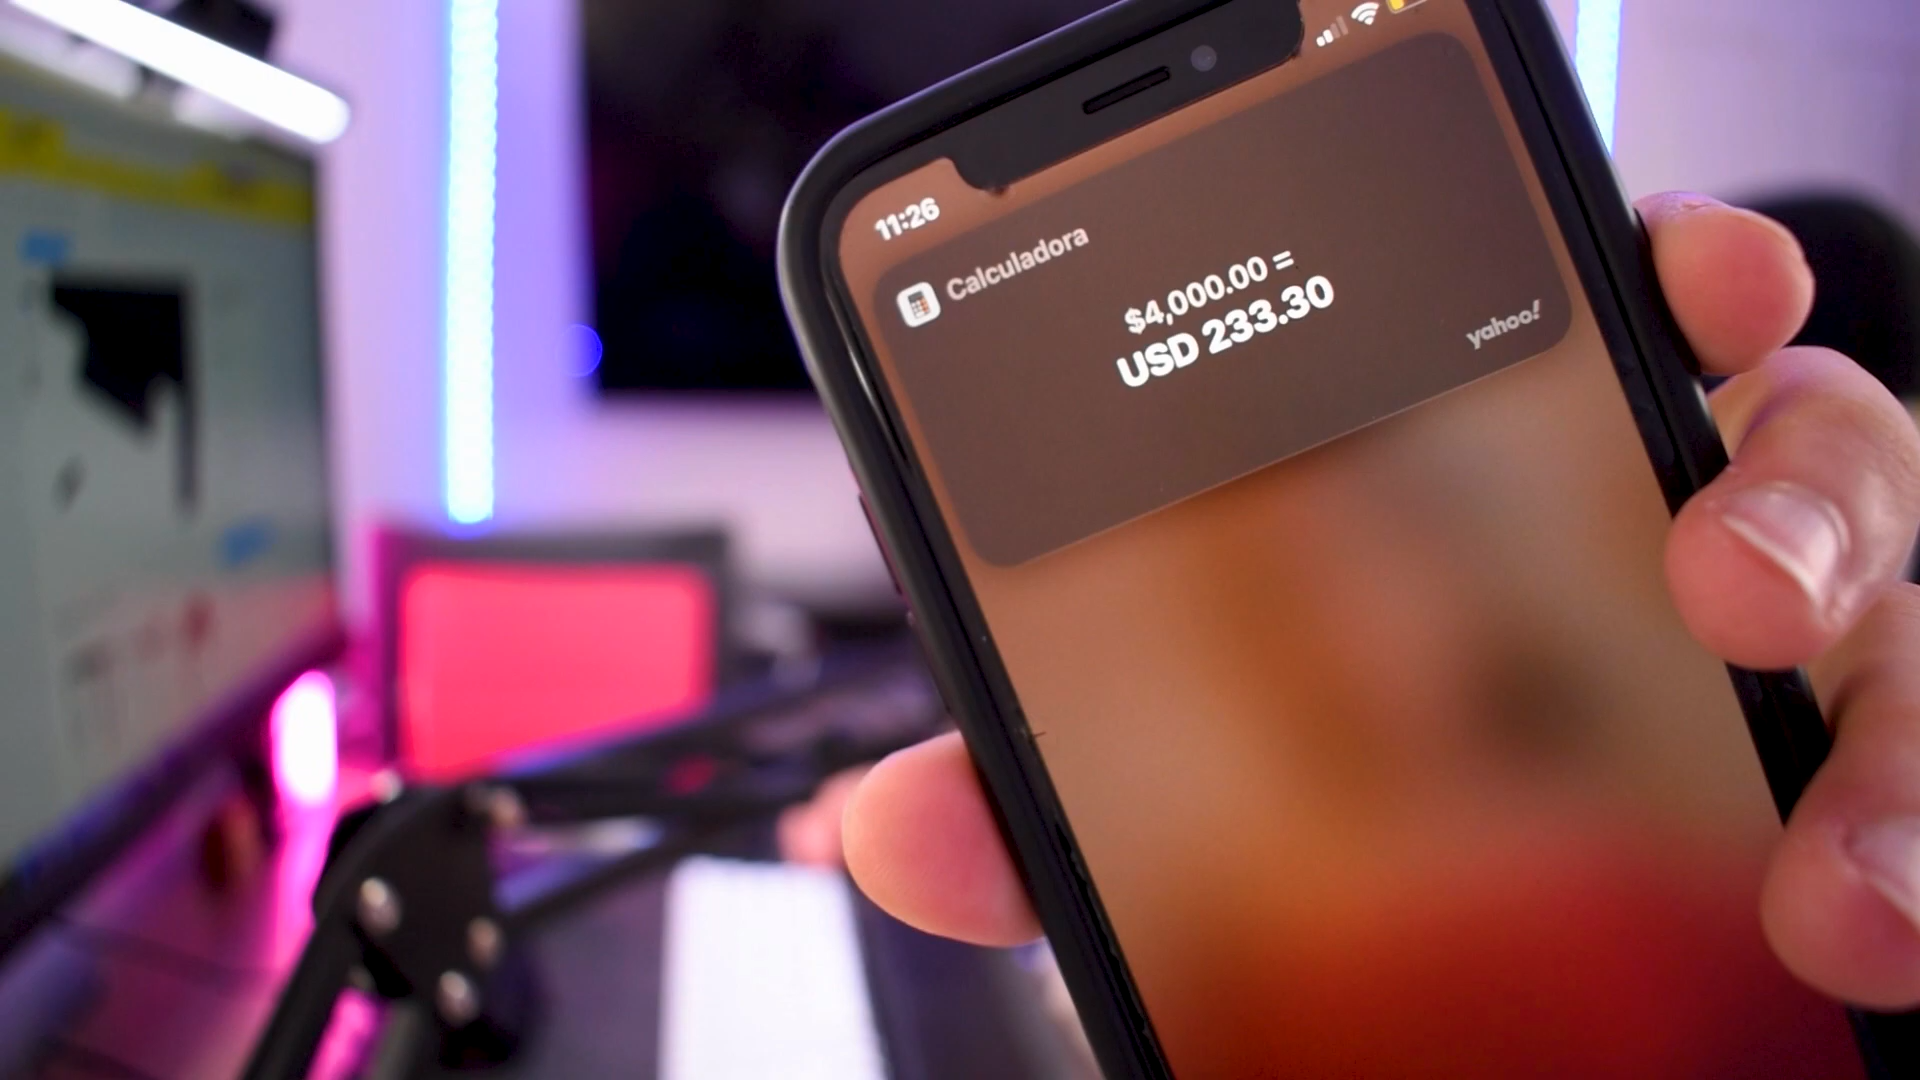 11:26
Calculadora
$4,000.00 =
USD 233.30
yahoo!